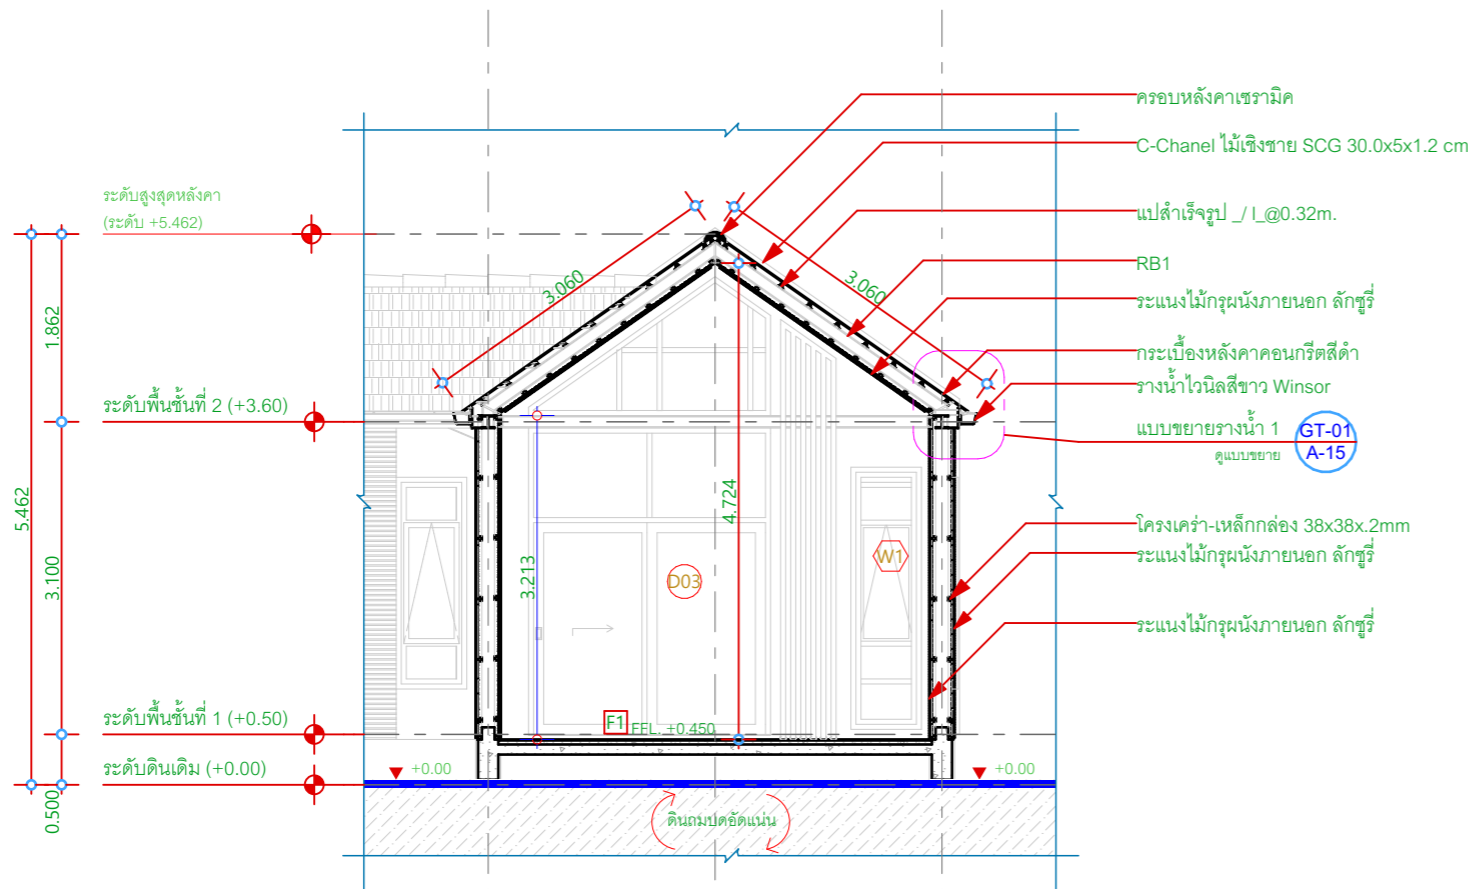 ครอบหลังคาเซรามิค
C-Chanel ไม้เชิงชาย SCG 30.0x5x1.2 cm
ระดับสูงสุดหลังคา
(ระดับ +5.462)
แปสำเร็จรูป _/ l_@0.32m.
RB1
3.060
3.060
ระแนงไม้กรุผนังภายนอก ลักซูรี่
1.862
กระเบื้องหลังคาคอนกรีตสีดำ
รางน้ำไวนิลสีขาว Winsor
ระดับพื้นชั้นที่ 2 (+3.60)
แบบขยายรางน้ำ 1
ดูแบบขยาย
GT-01
A-15
5.462
4.724
โครงเคร่า-เหล็กกล่อง 38x38x.2mm
ระแนงไม้กรุผนังภายนอก ลักซูรี่
W1
3.100
3.213
D03
ระแนงไม้กรุผนังภายนอก ลักซูรี่
ระดับพื้นชั้นที่ 1 (+0.50)
F1 FFL. +0.450
ระดับดินเดิม (+0.00)
+0.00
+0.00
0.500
ดินถมบดอัดแน่น